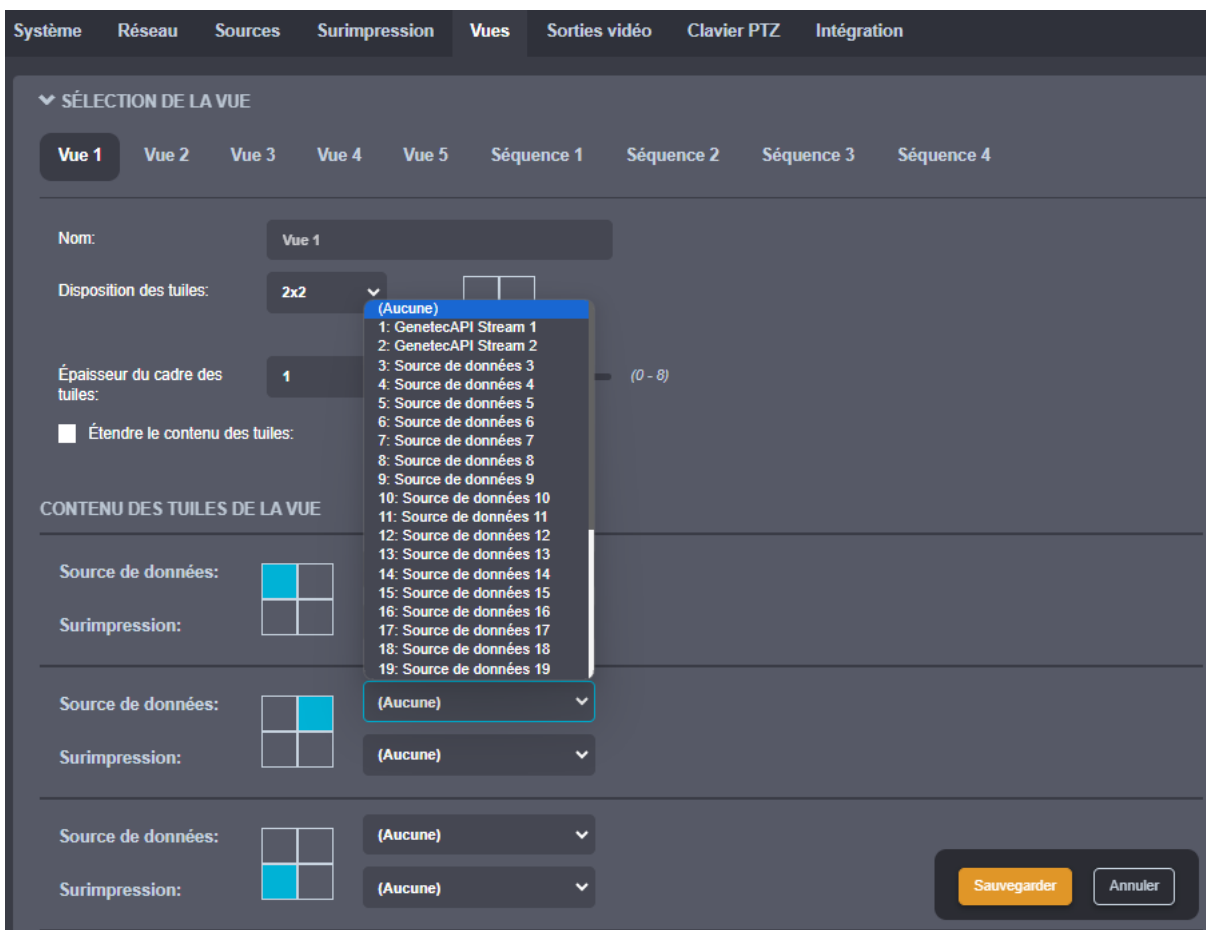 Système Réseau Sources Surimpression Vues Sorties vidéo Clavier PTZ Intégration
SÉLECTION DE LA VUE
Vue 1 Vue 2 Vue 3 Vue 4 Vue 5 Séquence 1 Séquence 2 Séquence 3 Séquence 4
Nom: Vue 1
Disposition des tuiles: 2x2
(Aucune)
1: GenetecAPI Stream 1
2: GenetecAPI Stream 2
3: Source de données 3
4: Source de données 4
5: Source de données 5
6: Source de données 6
7: Source de données 7
8: Source de données 8
9: Source de données 9
10: Source de données 10
11: Source de données 11
12: Source de données 12
13: Source de données 13
14: Source de données 14
15: Source de données 15
16: Source de données 16
17: Source de données 17
18: Source de données 18
19: Source de données 19
Épaisseur du cadre des
tuiles:
1 (0 - 8)
Étendre le contenu des tuiles:
CONTENU DES TUILES DE LA VUE
Source de données:
Surimpression:
Source de données: (Aucune)
Surimpression: (Aucune)
Source de données: (Aucune)
Surimpression: (Aucune)
Sauvegarder Annuler